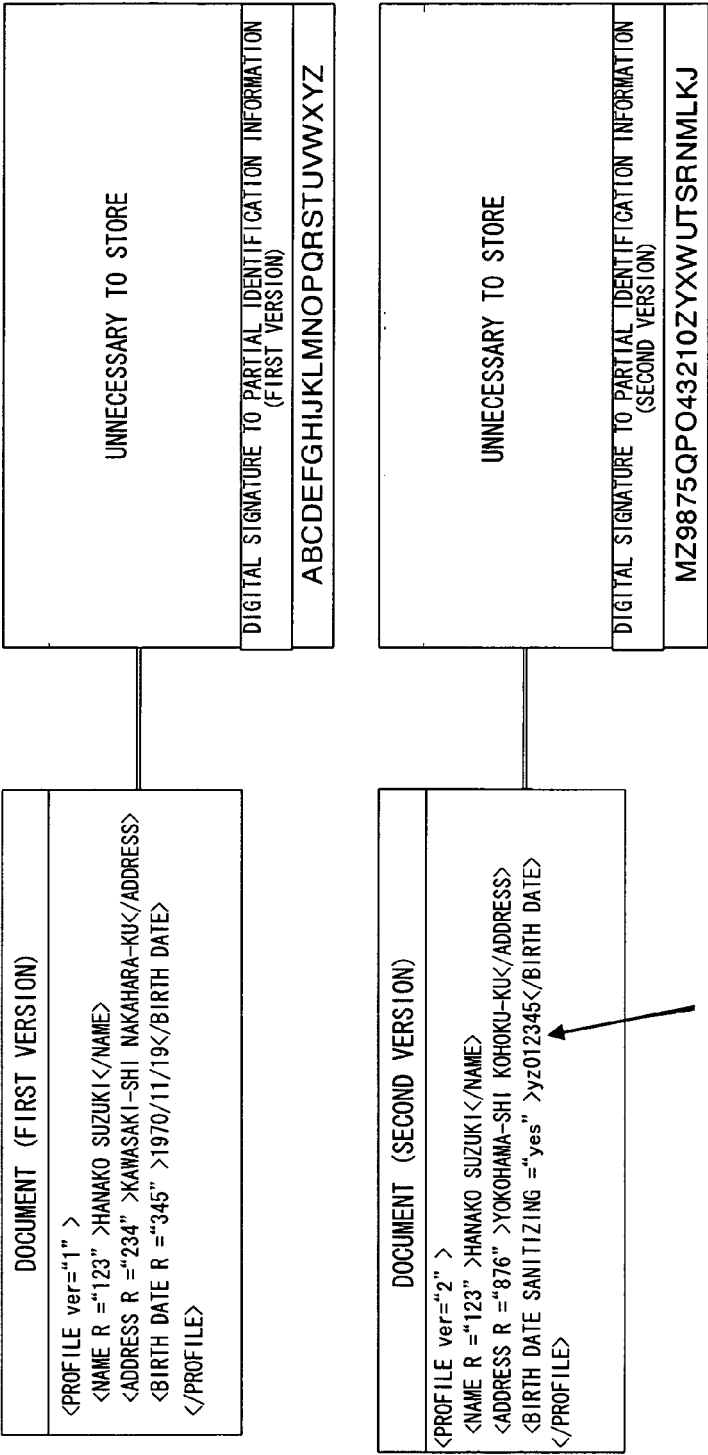 DOCUMENT (FIRST VERSION)
<PROFILE ver=“1” >
<NAME R =“123” >HANAKO SUZUKI</NAME>
<ADDRESS R =“234” >KAWASAKI-SHI NAKAHARA-KU</ADDRESS>
<BIRTH DATE R =“345” >1970/11/19</BIRTH DATE>
</PROFILE>
UNNECESSARY TO STORE
DIGITAL SIGNATURE TO PARTIAL IDENTIFICATION INFORMATION
(FIRST VERSION)
ABCDEFGHIJKLMNOPQRSTUVWXYZ
DOCUMENT (SECOND VERSION)
<PROFILE ver=“2” >
<NAME R =“123” >HANAKO SUZUKI</NAME>
<ADDRESS R =“876” >YOKOHAMA-SHI KOHOKU-KU</ADDRESS>
<BIRTH DATE SANITIZING =“yes” >yz012345</BIRTH DATE>
</PROFILE>
UNNECESSARY TO STORE
DIGITAL SIGNATURE TO PARTIAL IDENTIFICATION INFORMATION
(SECOND VERSION)
MZ9875QPO43210ZYXWUTSRNMLKJ